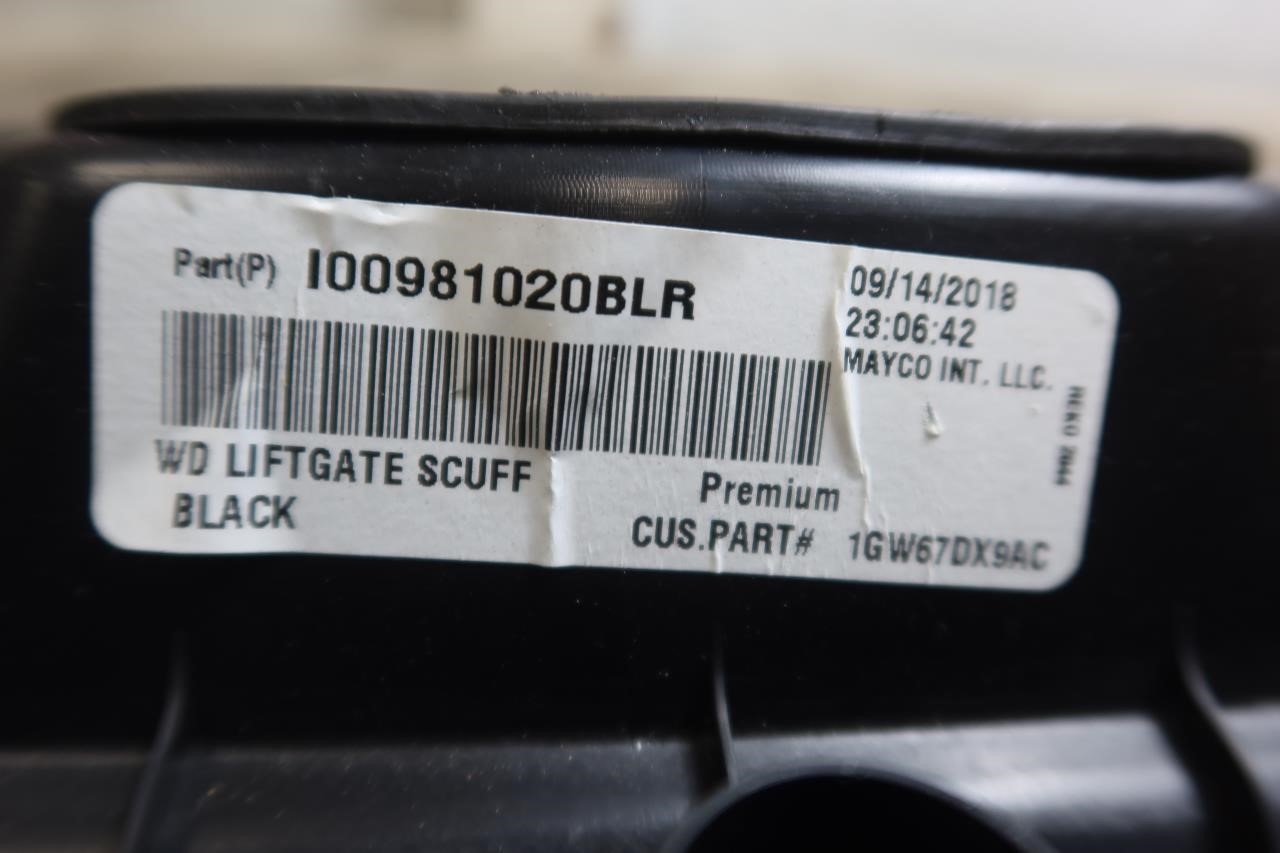 Part(P) I00981020BLR
09/14/2018
23:06:42
MAYCO INT. LLC.
WD LIFTGATE SCUFF
BLACK
Premium
CUS.PART# 1GW67DX9AC